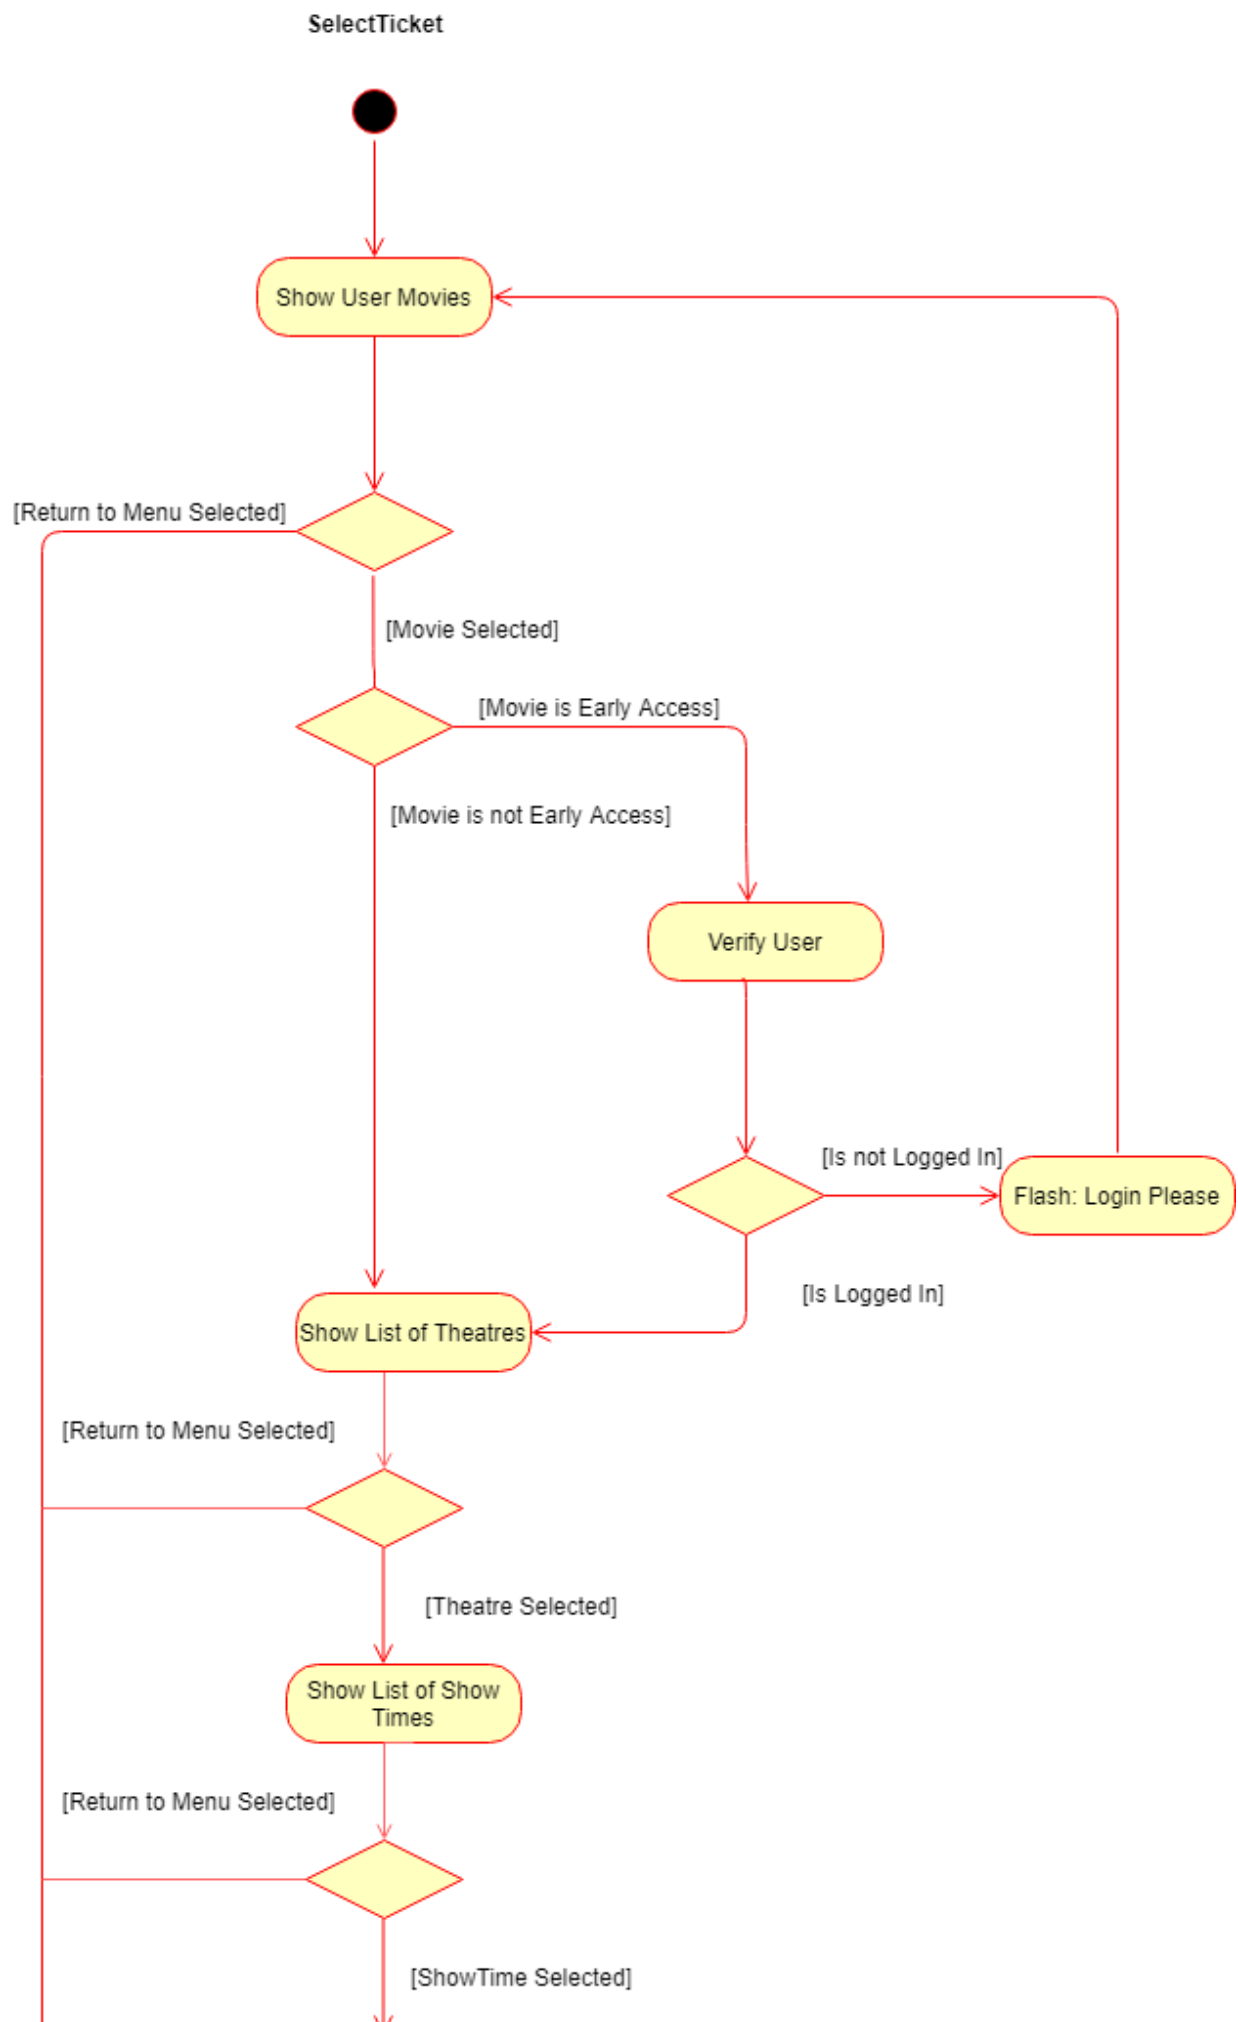 SelectTicket
Show User Movies
[Return to Menu Selected]
[Movie Selected]
[Movie is Early Access]
[Movie is not Early Access]
Verify User
[Is not Logged In]
Flash: Login Please
[Is Logged In]
Show List of Theatres
[Return to Menu Selected]
[Theatre Selected]
Show List of Show
Times
[Return to Menu Selected]
[ShowTime Selected]